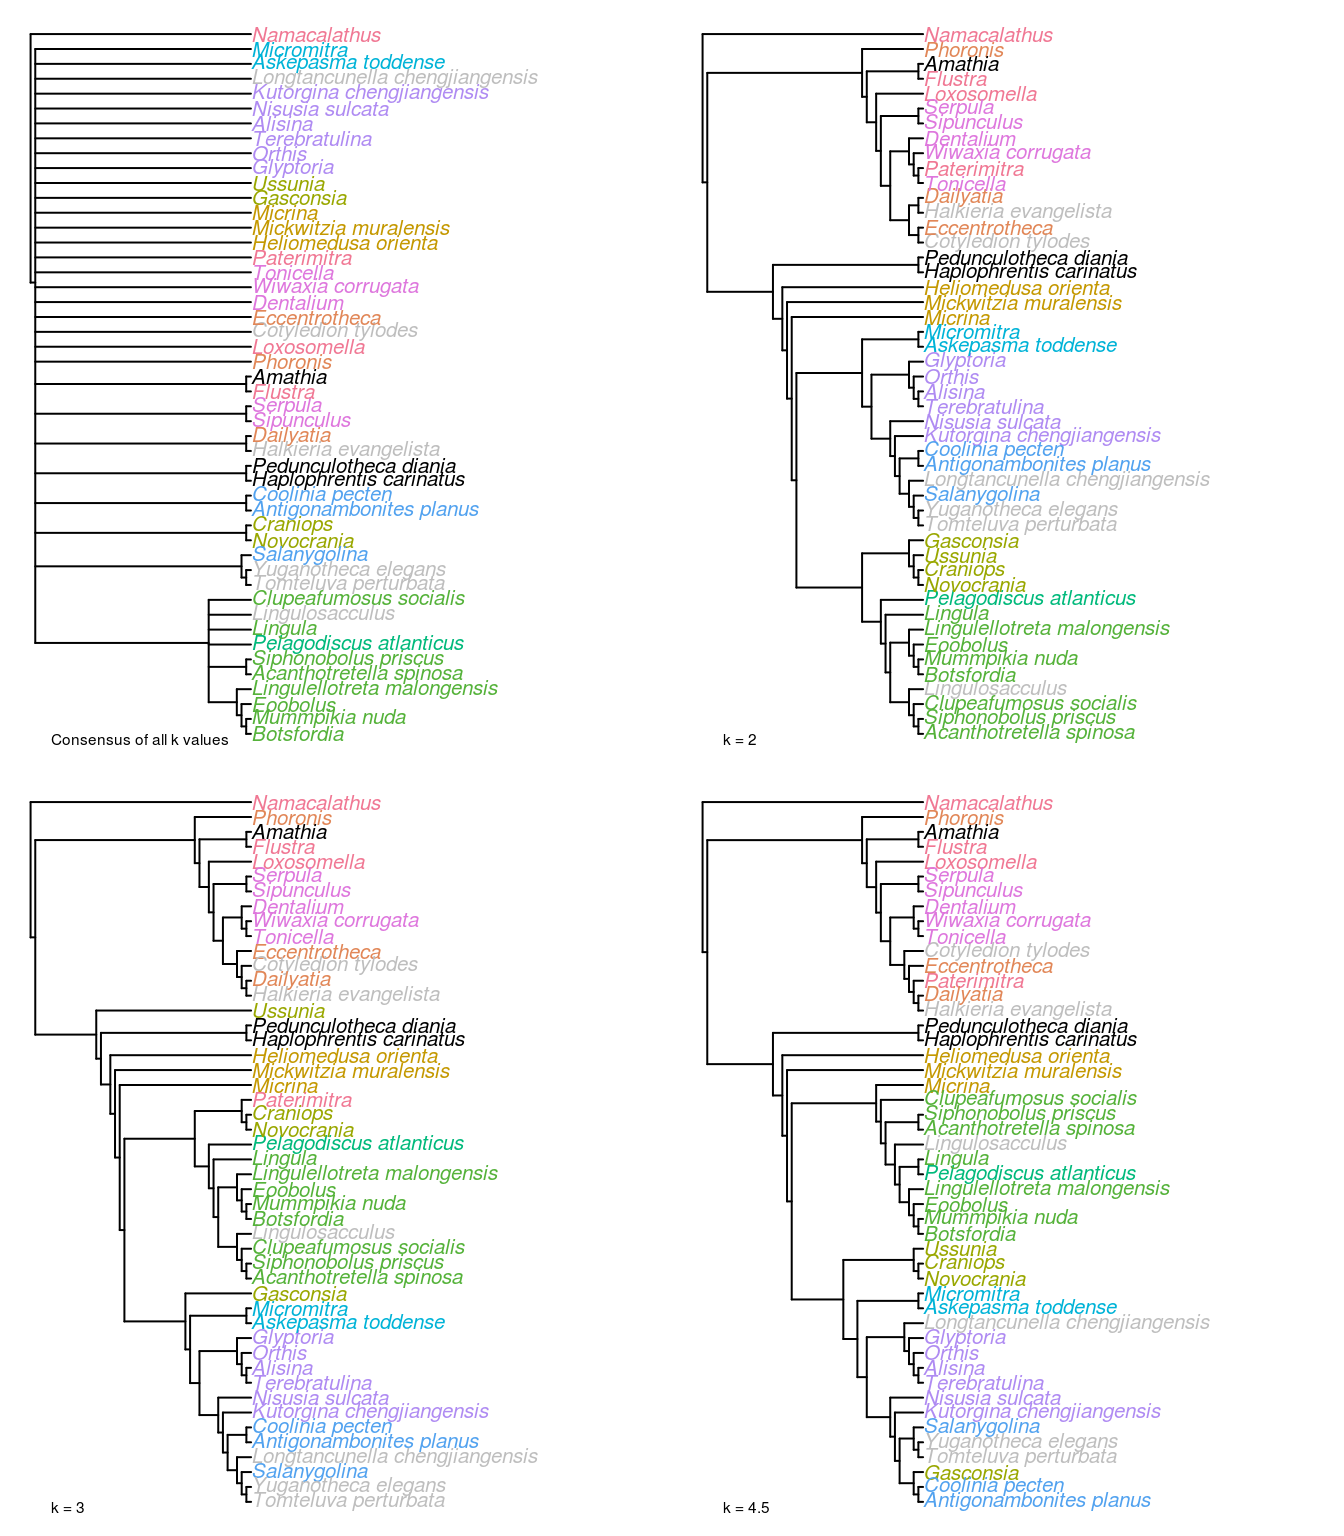 Namacalathus
Micromitra
Askepasma toddense
Longtancunella chengjiangensis
Kutorgina chengjiangensis
Nisusia sulcata
Alisina
Terebratulina
Orthis
Glyptoria
Ussunia
Gasconsia
Micrina
Mickwitzia muralensis
Heliomedusa orienta
Paterimitra
Tonicella
Wiwaxia corrugata
Dentalium
Eccentrotheca
Cotyledion tylodes
Loxosomella
Phoronis
Amathia
Flustra
Serpula
Sipunculus
Dailyatia
Halkieria evangelista
Pedunculotheca diania
Haplophrentis carinatus
Coolinia pecten
Antigonambonites planus
Craniops
Novocrania
Salanygolina
Yuganotheca elegans
Tomteluva perturbata
Clupeafumosus socialis
Lingulosacculus
Lingula
Pelagodiscus atlanticus
Siphonobolus priscus
Acanthotretella spinosa
Lingulellotreta malongensis
Eoobolus
Mummpikia nuda
Botsfordia
Consensus of all k values
Namacalathus
Phoronis
Amathia
Flustra
Loxosomella
Serpula
Sipunculus
Dentalium
Wiwaxia corrugata
Paterimitra
Tonicella
Dailyatia
Halkieria evangelista
Eccentrotheca
Cotyledion tylodes
Pedunculotheca diania
Haplophrentis carinatus
Heliomedusa orienta
Mickwitzia muralensis
Micrina
Micromitra
Askepasma toddense
Glyptoria
Orthis
Alisina
Terebratulina
Nisusia sulcata
Kutorgina chengjiangensis
Coolinia pecten
Antigonambonites planus
Longtancunella chengjiangensis
Salanygolina
Yuganotheca elegans
Tomteluva perturbata
Gasconsia
Ussunia
Craniops
Novocrania
Pelagodiscus atlanticus
Lingula
Lingulellotreta malongensis
Eoobolus
Mummpikia nuda
Botsfordia
Lingulosacculus
Clupeafumosus socialis
Siphonobolus priscus
Acanthotretella spinosa
k = 2
Namacalathus
Phoronis
Amathia
Flustra
Loxosomella
Serpula
Sipunculus
Dentalium
Wiwaxia corrugata
Tonicella
Eccentrotheca
Cotyledion tylodes
Dailyatia
Halkieria evangelista
Ussunia
Pedunculotheca diania
Haplophrentis carinatus
Heliomedusa orienta
Mickwitzia muralensis
Micrina
Paterimitra
Craniops
Novocrania
Pelagodiscus atlanticus
Lingula
Lingulellotreta malongensis
Eoobolus
Mummpikia nuda
Botsfordia
Lingulosacculus
Clupeafumosus socialis
Siphonobolus priscus
Acanthotretella spinosa
Gasconsia
Micromitra
Askepasma toddense
Glyptoria
Orthis
Alisina
Terebratulina
Nisusia sulcata
Kutorgina chengjiangensis
Coolinia pecten
Antigonambonites planus
Longtancunella chengjiangensis
Salanygolina
Yuganotheca elegans
Tomteluva perturbata
k = 3
Namacalathus
Phoronis
Amathia
Flustra
Loxosomella
Serpula
Sipunculus
Dentalium
Wiwaxia corrugata
Tonicella
Cotyledion tylodes
Eccentrotheca
Paterimitra
Dailyatia
Halkieria evangelista
Pedunculotheca diania
Haplophrentis carinatus
Heliomedusa orienta
Mickwitzia muralensis
Micrina
Clupeafumosus socialis
Siphonobolus priscus
Acanthotretella spinosa
Lingulosacculus
Lingula
Pelagodiscus atlanticus
Lingulellotreta malongensis
Eoobolus
Mummpikia nuda
Botsfordia
Ussunia
Craniops
Novocrania
Micromitra
Askepasma toddense
Longtancunella chengjiangensis
Glyptoria
Orthis
Alisina
Terebratulina
Nisusia sulcata
Kutorgina chengjiangensis
Salanygolina
Yuganotheca elegans
Tomteluva perturbata
Gasconsia
Coolinia pecten
Antigonambonites planus
k = 4.5